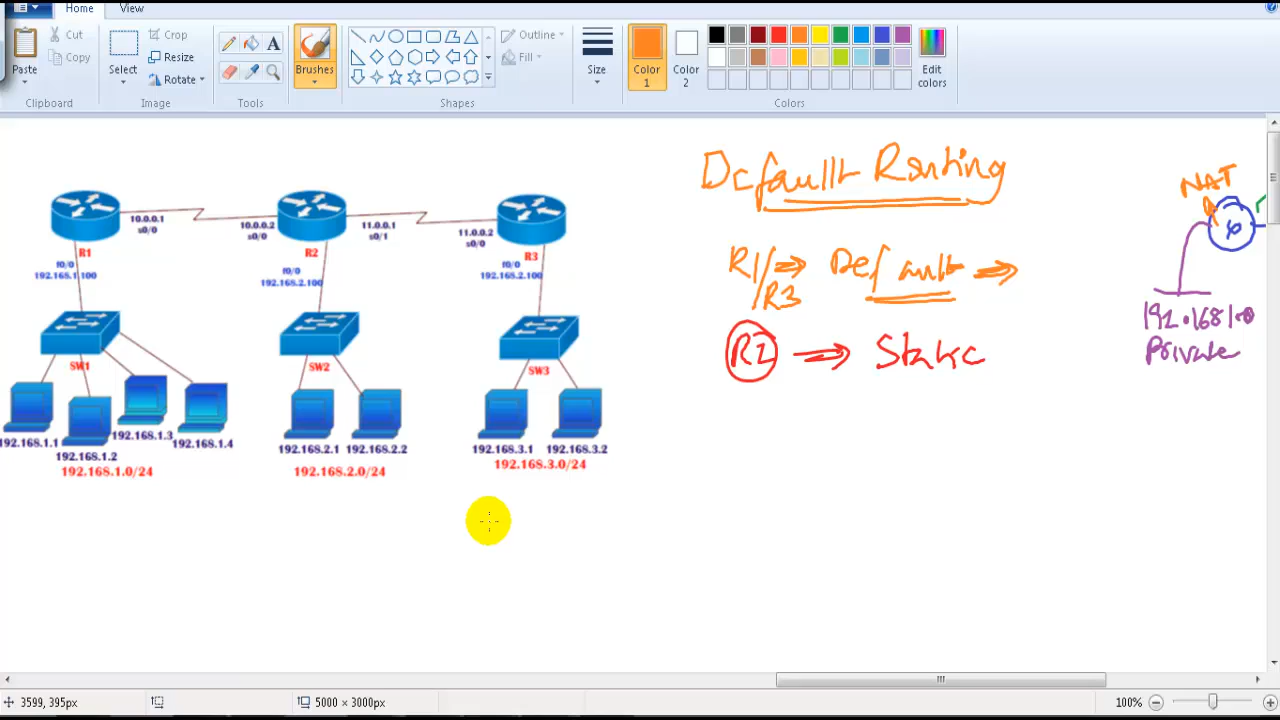 Home
View
Paste
Cut
Copy
Clipboard
Select
Crop
Resize
Rotate
Image
A
Tools
Brushes
Outline
Fill
Shapes
Size
Color 1
Color 2
Edit colors
Colors
Default Routing
NAT
10.0.0.1
s0/0
10.0.0.2
s0/0
11.0.0.1
s0/1
11.0.0.2
s0/0
R1
R2
R3
f0/0
192.168.1.100
f0/0
192.168.2.100
f0/0
192.168.2.100
R1/R3 ⇒ Default ⇒
192.168.1.0
Private
R2 ⇒ Static
SW1
SW2
SW3
192.168.1.1
192.168.1.2
192.168.1.3
192.168.1.4
192.168.1.0/24
192.168.2.1
192.168.2.2
192.168.2.0/24
192.168.3.1
192.168.3.2
192.168.3.0/24
3599, 395px
5000 × 3000px
100%